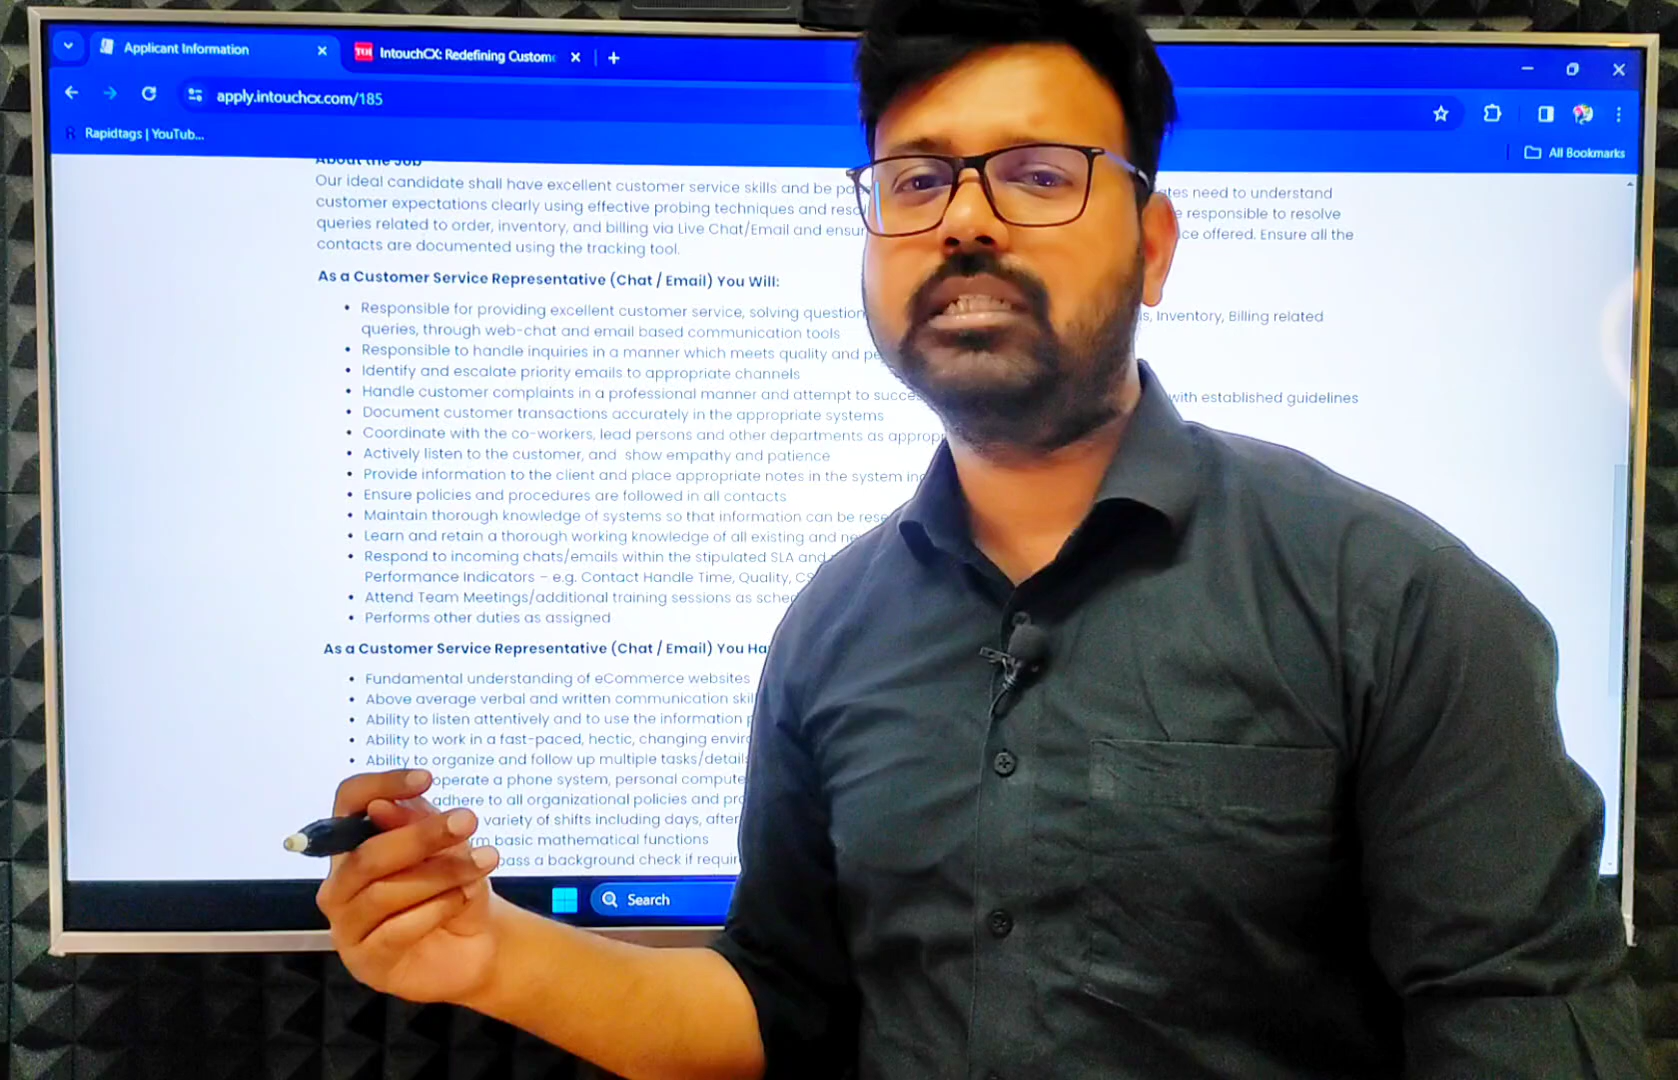 Applicant Information
TOI IntouchCX: Redefining Custome
apply.intouchcx.com/185
Rapidtags | YouTub...
All Bookmarks
About the Job
Our ideal candidate shall have excellent customer service skills and be pa ates need to understand
customer expectations clearly using effective probing techniques and reso e responsible to resolve
queries related to order, inventory, and billing via Live Chat/Email and ensur ice offered. Ensure all the
contacts are documented using the tracking tool.
As a Customer Service Representative (Chat / Email) You Will:
• Responsible for providing excellent customer service, solving question s, Inventory, Billing related
queries, through web-chat and email based communication tools
• Responsible to handle inquiries in a manner which meets quality and pe
• Identify and escalate priority emails to appropriate channels
• Handle customer complaints in a professional manner and attempt to succes with established guidelines
• Document customer transactions accurately in the appropriate systems
• Coordinate with the co-workers, lead persons and other departments as approp
• Actively listen to the customer, and show empathy and patience
• Provide information to the client and place appropriate notes in the system inc
• Ensure policies and procedures are followed in all contacts
• Maintain thorough knowledge of systems so that information can be rese
• Learn and retain a thorough working knowledge of all existing and ne
• Respond to incoming chats/emails within the stipulated SLA and
Performance Indicators – e.g. Contact Handle Time, Quality, CS
• Attend Team Meetings/additional training sessions as sched
• Performs other duties as assigned
As a Customer Service Representative (Chat / Email) You Ha
• Fundamental understanding of eCommerce websites
• Above average verbal and written communication skil
• Ability to listen attentively and to use the information p
• Ability to work in a fast-paced, hectic, changing enviro
• Ability to organize and follow up multiple tasks/details
operate a phone system, personal compute
adhere to all organizational policies and pro
variety of shifts including days, after
rm basic mathematical functions
pass a background check if requir
Search